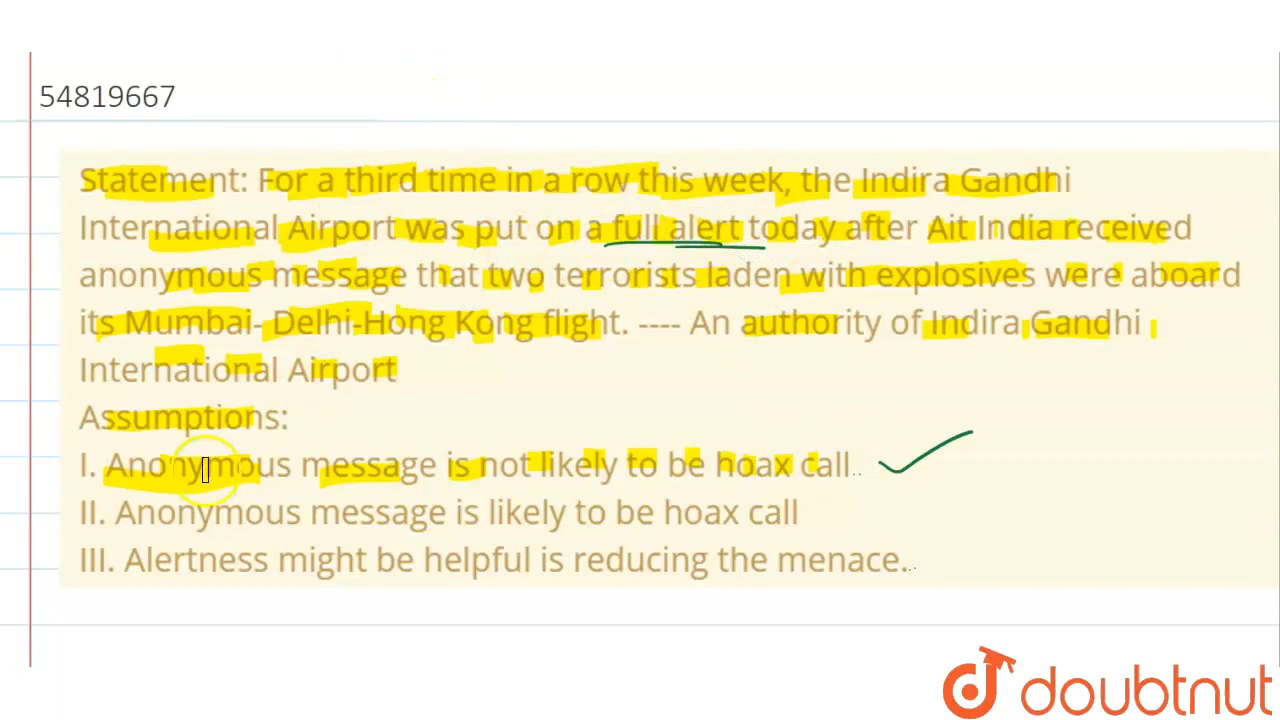 54819667
Statement: For a third time in a row this week, the Indira Gandhi
International Airport was put on a full alert today after Ait India received
anonymous message that two terrorists laden with explosives were aboard
its Mumbai- Delhi-Hong Kong flight. ---- An authority of Indira Gandhi
International Airport
Assumptions:
I. Anonymous message is not likely to be hoax call..
II. Anonymous message is likely to be hoax call
III. Alertness might be helpful is reducing the menace..
doubtnut